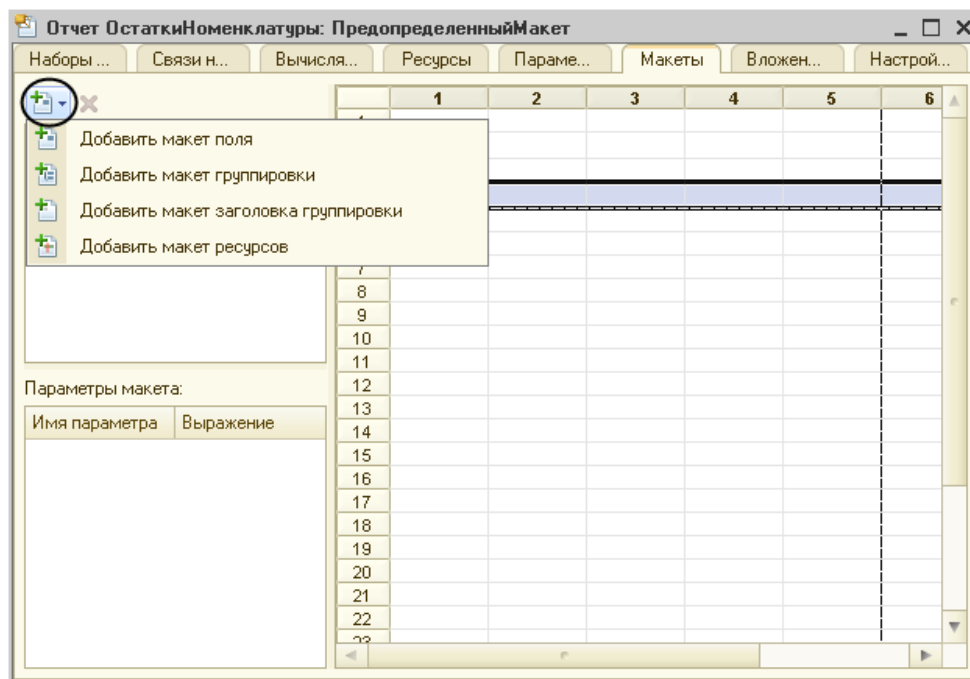 Отчет ОстаткиНоменклатуры: ПредопределенныйМакет
Наборы ... Связи н... Вычисля... Ресурсы Параме... Макеты Вложен... Настрой...
1 2 3 4 5 6
Добавить макет поля
Добавить макет группировки
Добавить макет заголовка группировки
Добавить макет ресурсов
8
9
10
11
Параметры макета:
12
13
Имя параметра Выражение
14
15
16
17
18
19
20
21
22